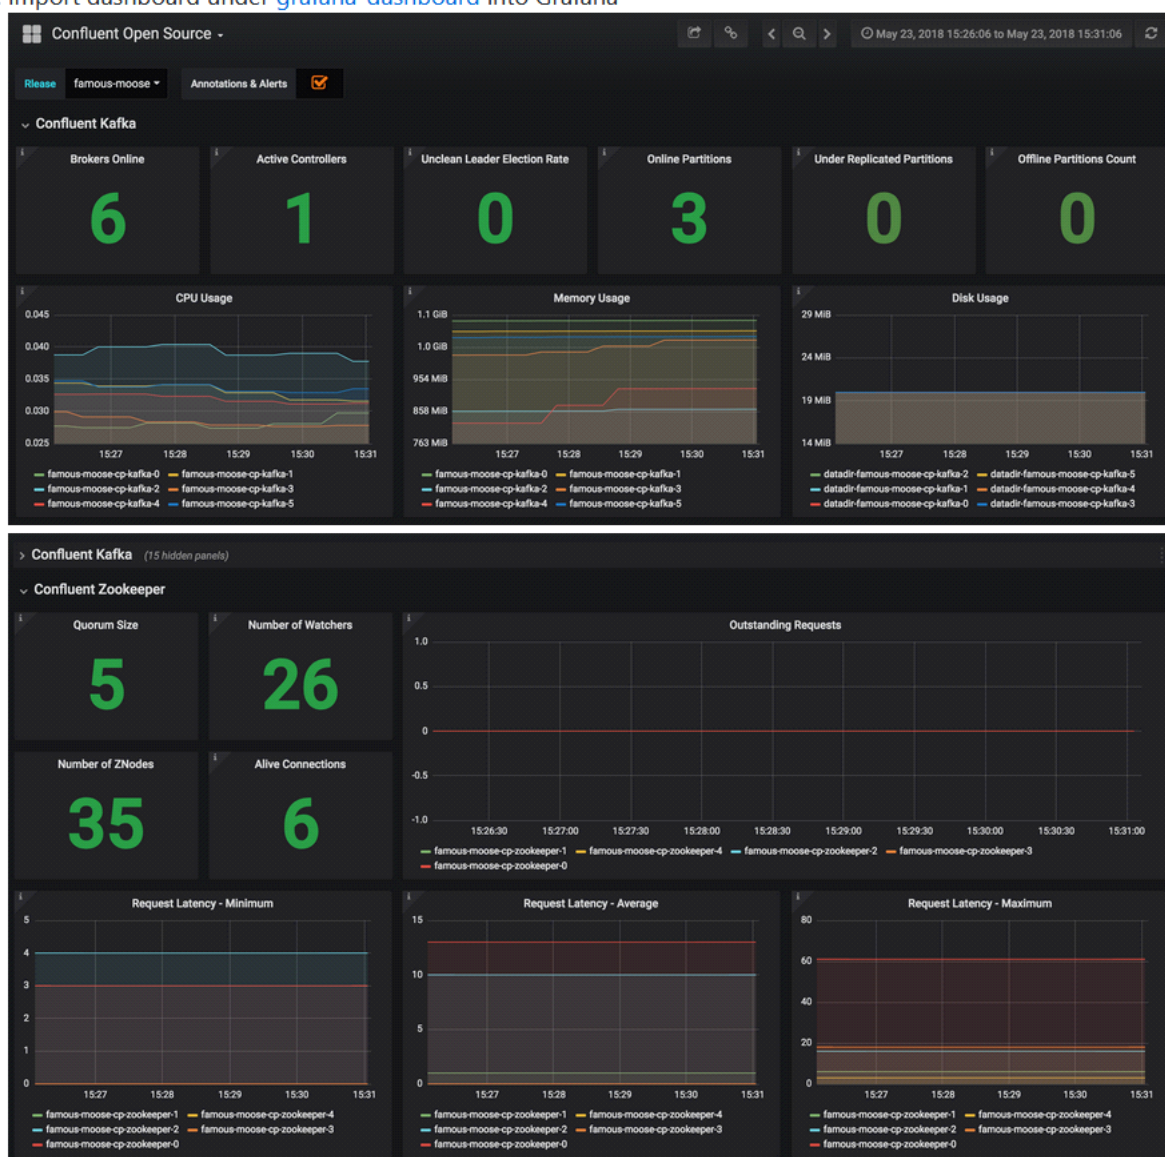 import dashboard under grafana-dashboard into Grafana
Confluent Open Source
May 23, 2018 15:26:06 to May 23, 2018 15:31:06
Rlease famous-moose Annotations & Alerts
Confluent Kafka
Brokers Online Active Controllers Unclean Leader Election Rate Online Partitions Under Replicated Partitions Offline Partitions Count
6 1 0 3 0 0
CPU Usage
0.045
0.040
0.035
0.030
0.025
15:27 15:28 15:29 15:30 15:31
famous-moose-cp-kafka-0 famous-moose-cp-kafka-1
famous-moose-cp-kafka-2 famous-moose-cp-kafka-3
famous-moose-cp-kafka-4 famous-moose-cp-kafka-5
Memory Usage
1.1 GiB
1.0 GiB
954 MiB
858 MiB
763 MiB
15:27 15:28 15:29 15:30 15:31
famous-moose-cp-kafka-0 famous-moose-cp-kafka-1
famous-moose-cp-kafka-2 famous-moose-cp-kafka-3
famous-moose-cp-kafka-4 famous-moose-cp-kafka-5
Disk Usage
29 MiB
24 MiB
19 MiB
14 MiB
15:27 15:28 15:29 15:30 15:31
datadir-famous-moose-cp-kafka-2 datadir-famous-moose-cp-kafka-5
datadir-famous-moose-cp-kafka-1 datadir-famous-moose-cp-kafka-4
datadir-famous-moose-cp-kafka-0 datadir-famous-moose-cp-kafka-3
Confluent Kafka (15 hidden panels)
Confluent Zookeeper
Quorum Size Number of Watchers
5 26
Number of ZNodes Alive Connections
35 6
Outstanding Requests
1.0
0.5
0
-0.5
-1.0
15:26:30 15:27:00 15:27:30 15:28:00 15:28:30 15:29:00 15:29:30 15:30:00 15:30:30 15:31:00
famous-moose-cp-zookeeper-1 famous-moose-cp-zookeeper-4 famous-moose-cp-zookeeper-2 famous-moose-cp-zookeeper-3
famous-moose-cp-zookeeper-0
Request Latency - Minimum
5
4
3
2
1
0
15:27 15:28 15:29 15:30 15:31
famous-moose-cp-zookeeper-1 famous-moose-cp-zookeeper-4
famous-moose-cp-zookeeper-2 famous-moose-cp-zookeeper-3
famous-moose-cp-zookeeper-0
Request Latency - Average
15
10
5
0
15:27 15:28 15:29 15:30 15:31
famous-moose-cp-zookeeper-1 famous-moose-cp-zookeeper-4
famous-moose-cp-zookeeper-2 famous-moose-cp-zookeeper-3
famous-moose-cp-zookeeper-0
Request Latency - Maximum
80
60
40
20
0
15:27 15:28 15:29 15:30 15:31
famous-moose-cp-zookeeper-1 famous-moose-cp-zookeeper-4
famous-moose-cp-zookeeper-2 famous-moose-cp-zookeeper-3
famous-moose-cp-zookeeper-0